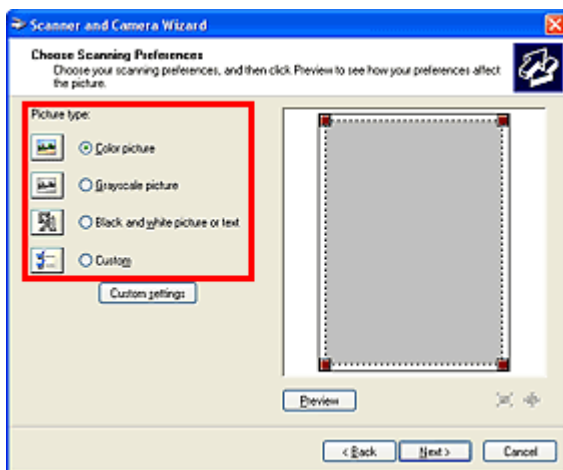 Scanner and Camera Wizard
Choose Scanning Preferences
Choose your scanning preferences, and then click Preview to see how your preferences affect
the picture.
Picture type:
Color picture
Grayscale picture
Black and white picture or text
Custom
Custom settings
Preview
< Back
Next >
Cancel